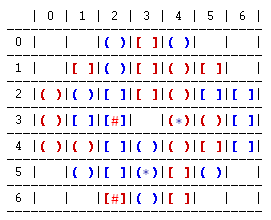 | 0 | 1 | 2 | 3 | 4 | 5 | 6 |
0 | | |( )|[ ]|( )| | |
1 | |[ ]|( )|[ ]|( )|[ ]| |
2 |( )|( )|[ ]|[ ]|( )|[ ]|[ ]|
3 |( )|[ ]|[#]| |(*)|( )|[ ]|
4 |( )|( )|[ ]|( )|( )|[ ]|[ ]|
5 | |( )|[ ]|(*)|[ ]|( )| |
6 | | |[#]|( )|[ ]| | |